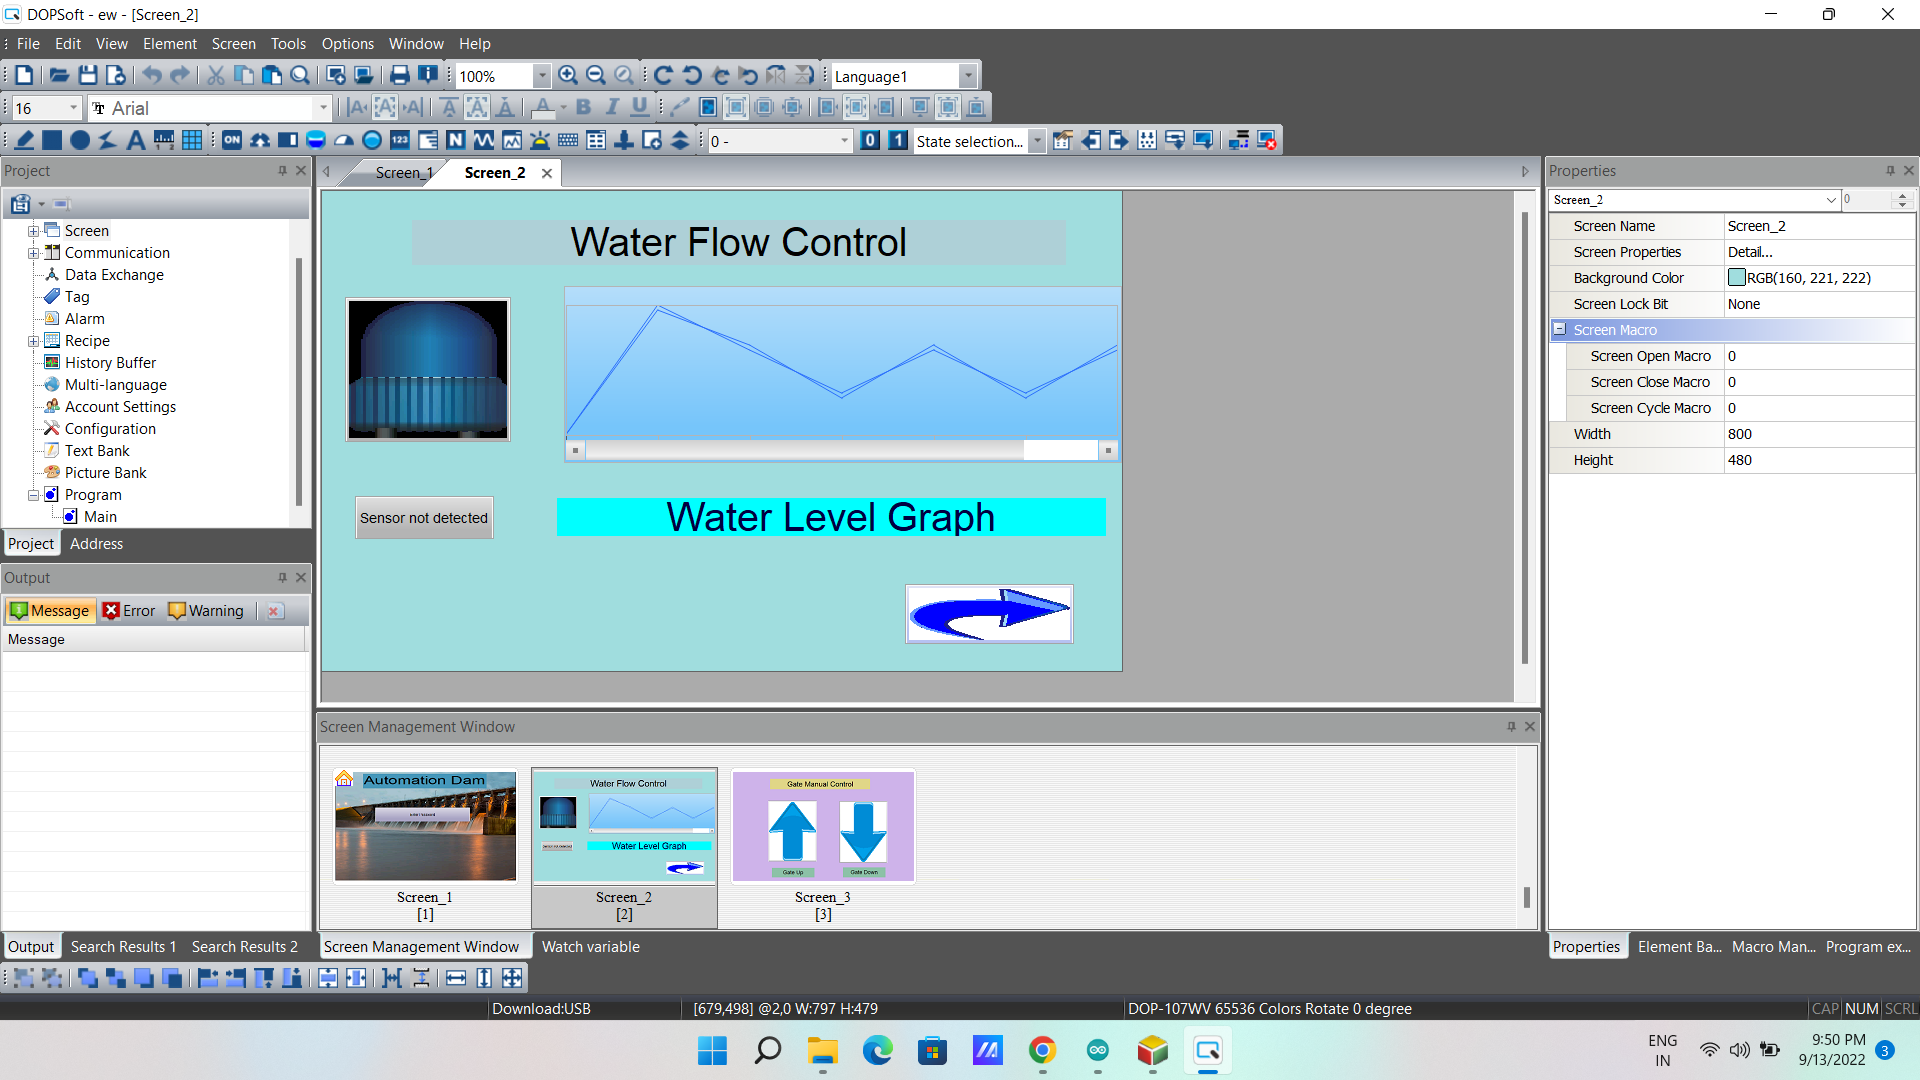 DOPSoft - ew - [Screen_2]
File Edit View Element Screen Tools Options Window Help
100% Language1
16 Arial
0 - State selection...
Project
Screen_1 Screen_2
Properties
Screen
Communication
Data Exchange
Tag
Alarm
Recipe
History Buffer
Multi-language
Account Settings
Configuration
Text Bank
Picture Bank
Program
Main
Project Address
Output
Message Error Warning
Message
Water Flow Control
Sensor not detected
Water Level Graph
Screen_2 0
Screen Name Screen_2
Screen Properties Detail...
Background Color RGB(160, 221, 222)
Screen Lock Bit None
Screen Macro
Screen Open Macro 0
Screen Close Macro 0
Screen Cycle Macro 0
Width 800
Height 480
Screen Management Window
Automation Dam
Screen_1
[1]
Water Flow Control
Sensor not detected
Water Level Graph
Screen_2
[2]
Gate Manual Control
Gate Up Gate Down
Screen_3
[3]
Output Search Results 1 Search Results 2
Screen Management Window Watch variable
Properties Element Ba... Macro Man... Program ex...
Download:USB [679,498] @2,0 W:797 H:479 DOP-107WV 65536 Colors Rotate 0 degree CAP NUM SCRL
ENG
IN
9:50 PM
9/13/2022
3